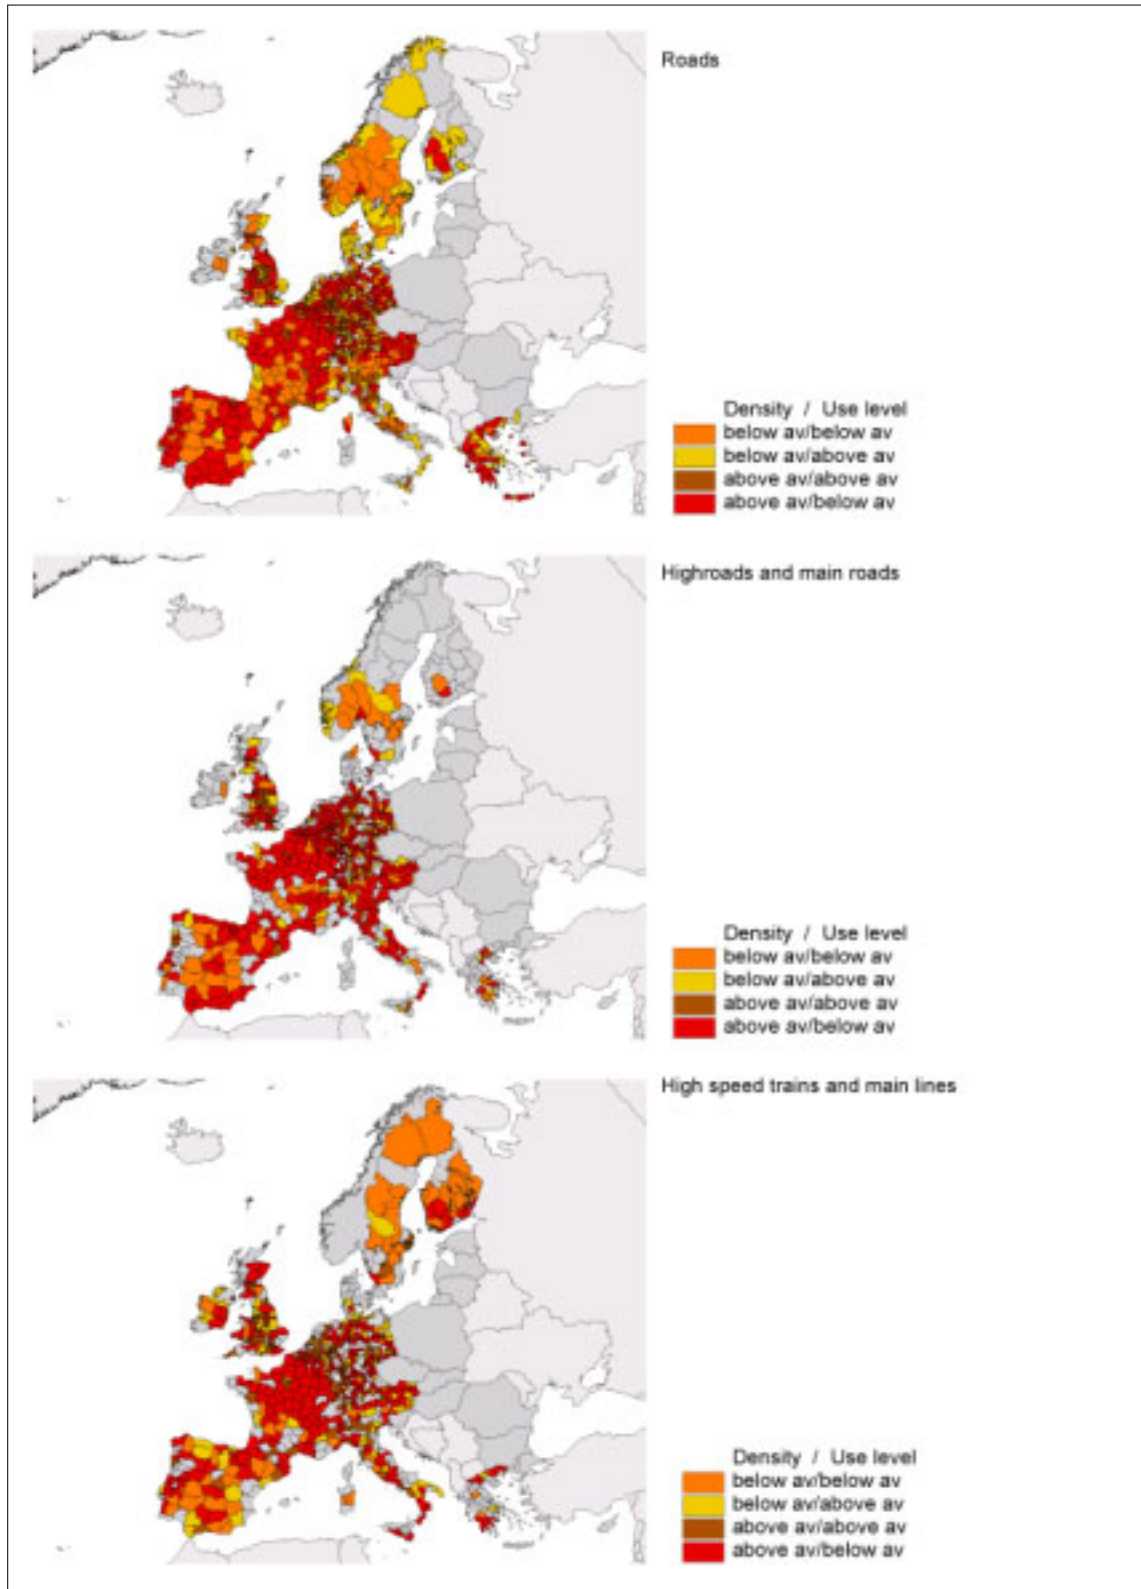 Roads
Density / Use level
below av/below av
below av/above av
above av/above av
above av/below av
Highroads and main roads
Density / Use level
below av/below av
below av/above av
above av/above av
above av/below av
High speed trains and main lines
Density / Use level
below av/below av
below av/above av
above av/above av
above av/below av